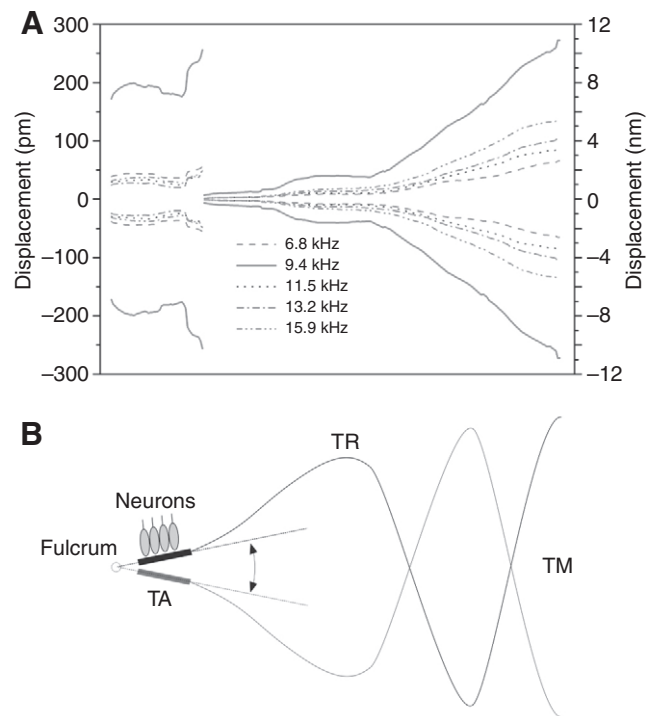 A
300
200
100
0
−100
−200
−300
Displacement (pm)
12
8
4
0
−4
−8
−12
Displacement (nm)
6.8 kHz
9.4 kHz
11.5 kHz
13.2 kHz
15.9 kHz
B
TR
Neurons
Fulcrum
TA
TM